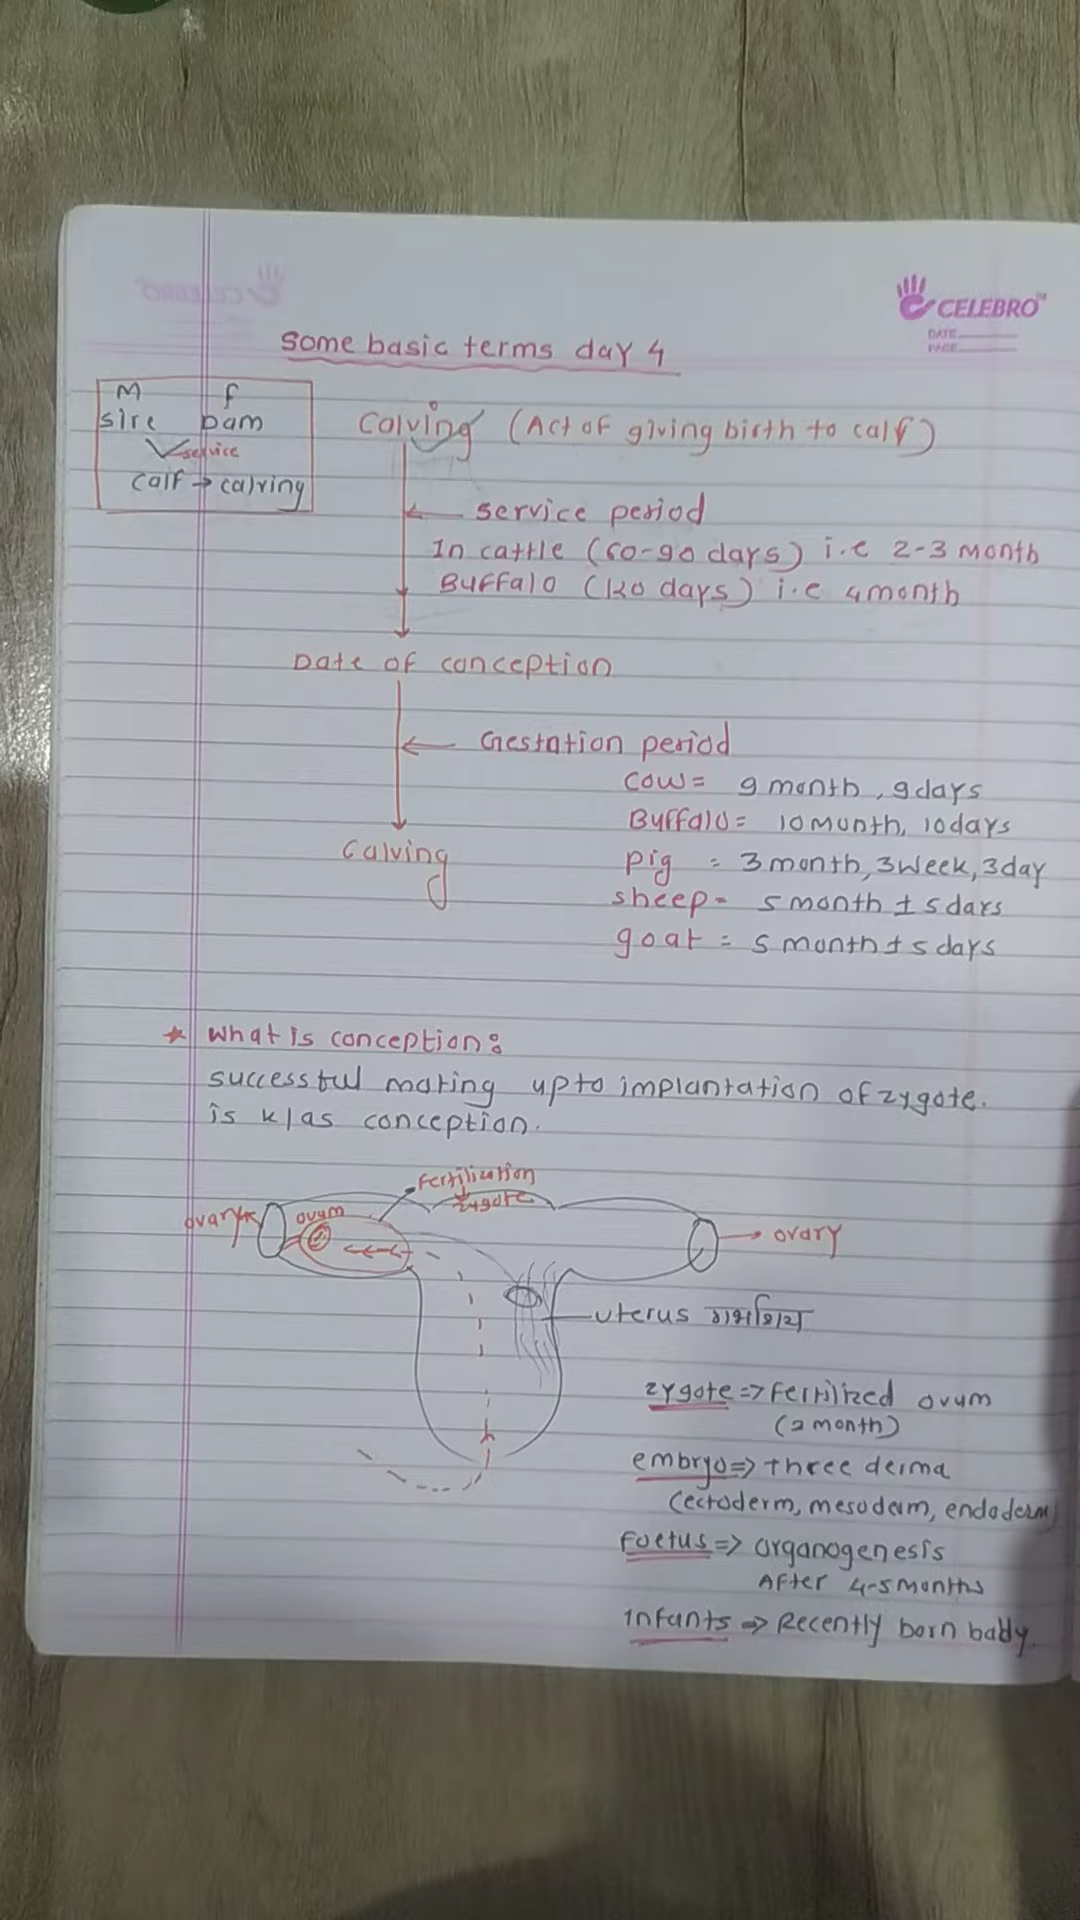 CELEBRO
DATE
PAGE
Some basic terms day 4
M f
sire Dam
service
calf → calving
Calving (Act of giving birth to calf)
service period
In cattle (60-90 days) i.e 2-3 month
Buffalo (120 days) i.e 4 month
Date of conception
Gestation period
cow = 9 month, 9 days
Buffalo = 10 month, 10 days
Calving
pig = 3 month, 3 week, 3 day
sheep = 5 month ± 5 days
goat = 5 month ± 5 days
★ What is conception:
successful mating upto implantation of zygote.
is k/as conception.
Fertilization
zygote
ovary
ovum
→ ovary
uterus गर्भाशय
zygote => Fertilized ovum
(2 month)
embryo => three derma
(ectoderm, mesoderm, endoderm)
Foetus => organogenesis
After 4-5 months
Infants => Recently born baby.